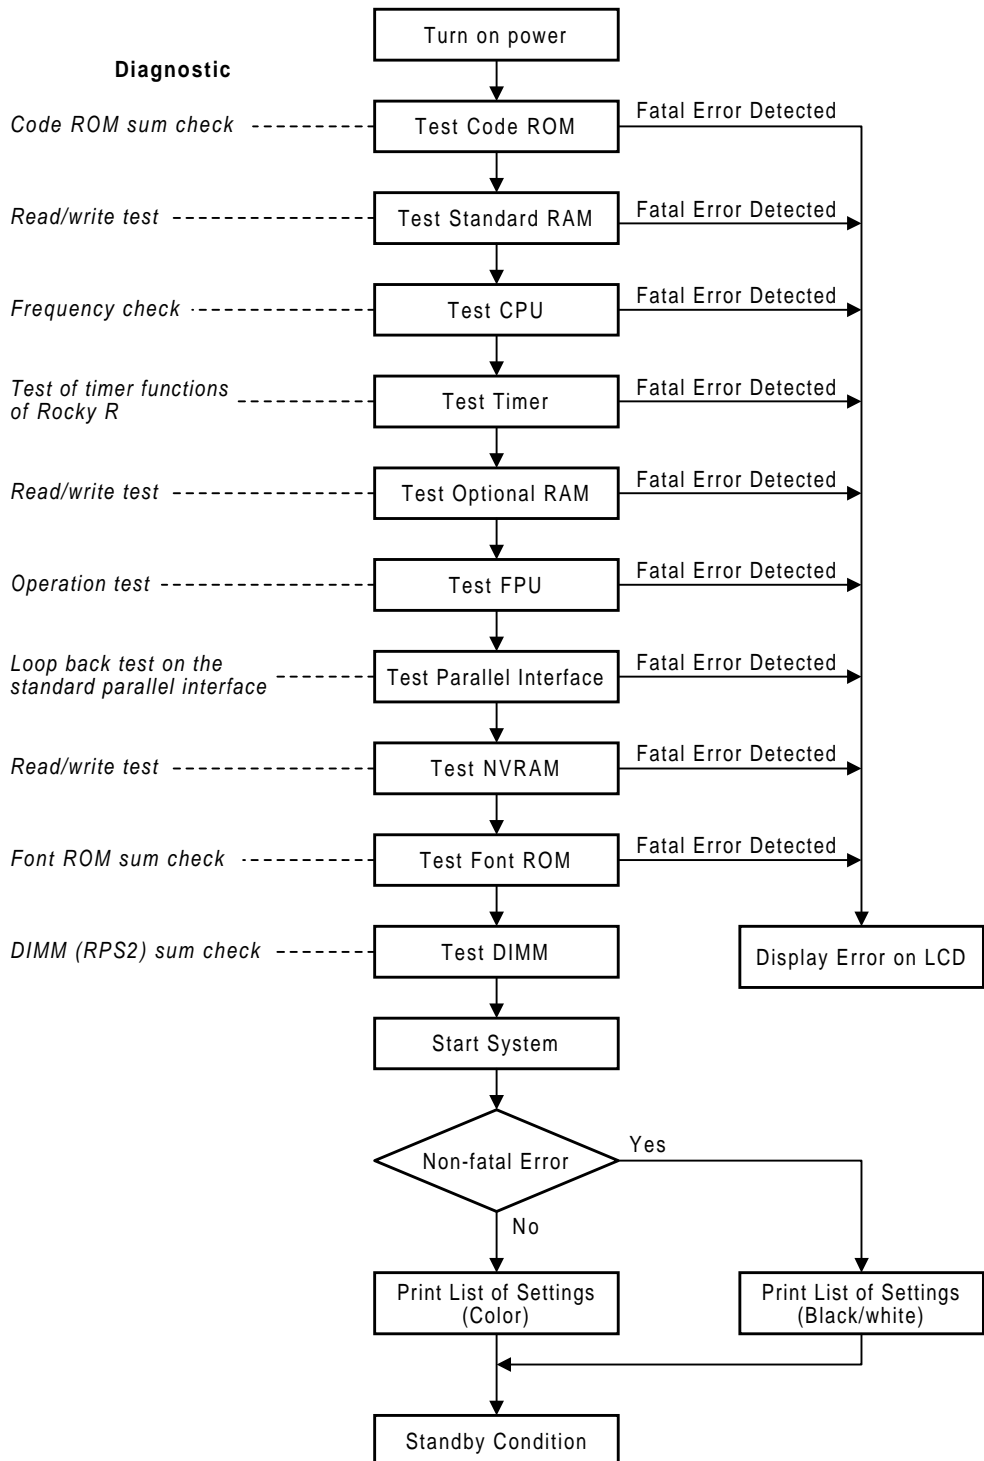 Turn on power
Diagnostic
Code ROM sum check
Test Code ROM
Fatal Error Detected
Read/write test
Test Standard RAM
Fatal Error Detected
Frequency check
Test CPU
Fatal Error Detected
Test of timer functions
of Rocky R
Test Timer
Fatal Error Detected
Read/write test
Test Optional RAM
Fatal Error Detected
Operation test
Test FPU
Fatal Error Detected
Loop back test on the
standard parallel interface
Test Parallel Interface
Fatal Error Detected
Read/write test
Test NVRAM
Fatal Error Detected
Font ROM sum check
Test Font ROM
Fatal Error Detected
DIMM (RPS2) sum check
Test DIMM
Display Error on LCD
Start System
Non-fatal Error
Yes
No
Print List of Settings
(Color)
Print List of Settings
(Black/white)
Standby Condition